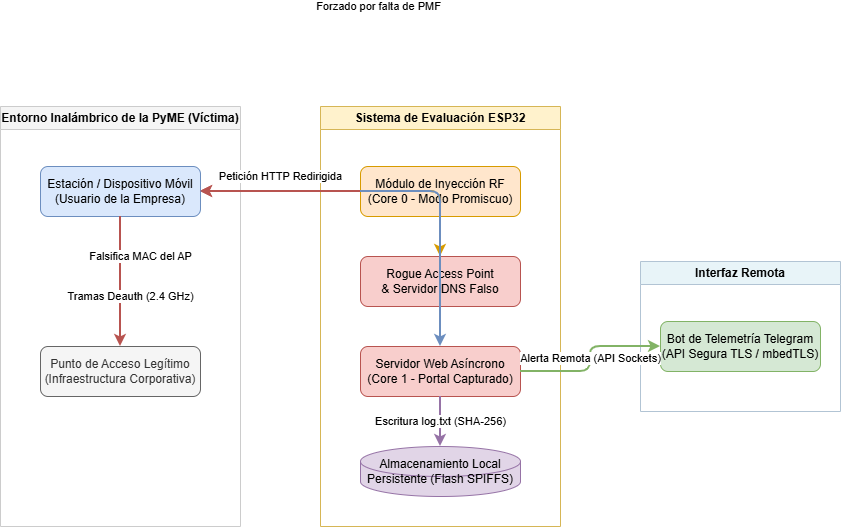 Forzado por falta de PMF
Entorno Inalámbrico de la PyME (Víctima)
Estación / Dispositivo Móvil
(Usuario de la Empresa)
Falsifica MAC del AP
Tramas Deauth (2.4 GHz)
Punto de Acceso Legítimo
(Infraestructura Corporativa)
Petición HTTP Redirigida
Sistema de Evaluación ESP32
Módulo de Inyección RF
(Core 0 - Modo Promiscuo)
Rogue Access Point
& Servidor DNS Falso
Servidor Web Asíncrono
(Core 1 - Portal Capturado)
Escritura log.txt (SHA-256)
Almacenamiento Local
Persistente (Flash SPIFFS)
Alerta Remota (API Sockets)
Interfaz Remota
Bot de Telemetría Telegram
(API Segura TLS / mbedTLS)